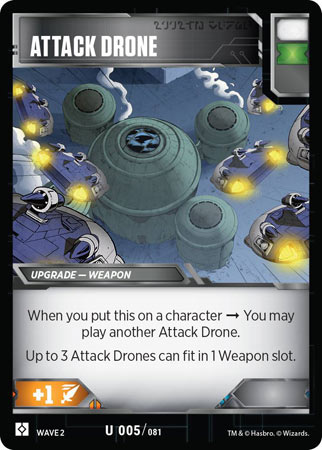 ATTACK DRONE
UPGRADE — WEAPON
When you put this on a character → You may
play another Attack Drone.
Up to 3 Attack Drones can fit in 1 Weapon slot.
+1
WAVE 2
U 005/081
TM & © Hasbro. © Wizards.